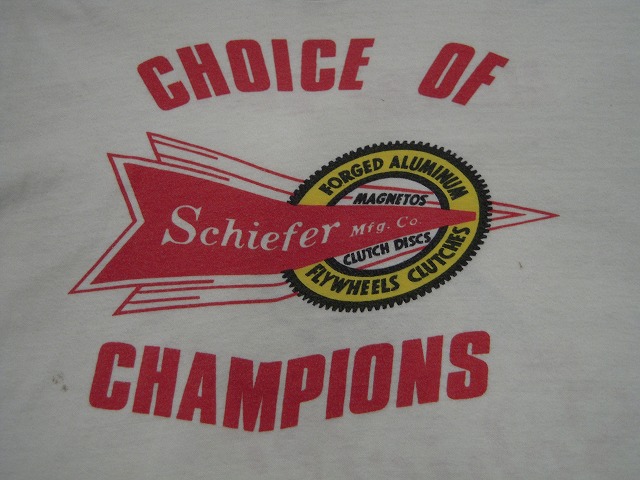 CHOICE OF
FORGED ALUMINUM
MAGNETOS
Schiefer Mfg. Co.
CLUTCH DISCS
FLYWHEELS CLUTCHES
CHAMPIONS